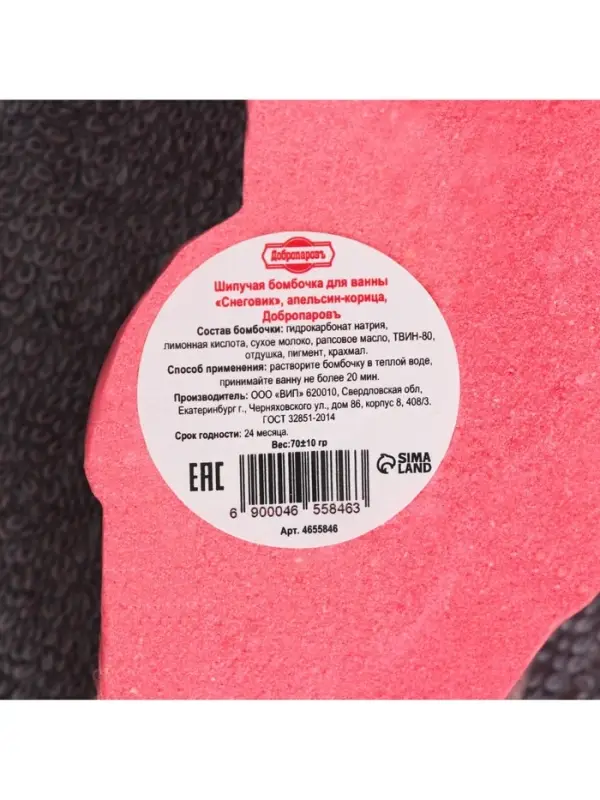 Добропаровъ
Шипучая бомбочка для ванны
«Снеговик», апельсин-корица,
Добропаровъ
Состав бомбочки: гидрокарбонат натрия,
лимонная кислота, сухое молоко, рапсовое масло, ТВИН-80,
отдушка, пигмент, крахмал.
Способ применения: растворите бомбочку в теплой воде,
принимайте ванну не более 20 мин.
Производитель: ООО «ВИП» 620010, Свердловская обл,
Екатеринбург г., Черняховского ул., дом 86, корпус 8, 408/3.
ГОСТ 32851-2014
Срок годности: 24 месяца.
Вес:70±10 гр
EAC
SIMA
LAND
6 900046 558463
Арт. 4655846